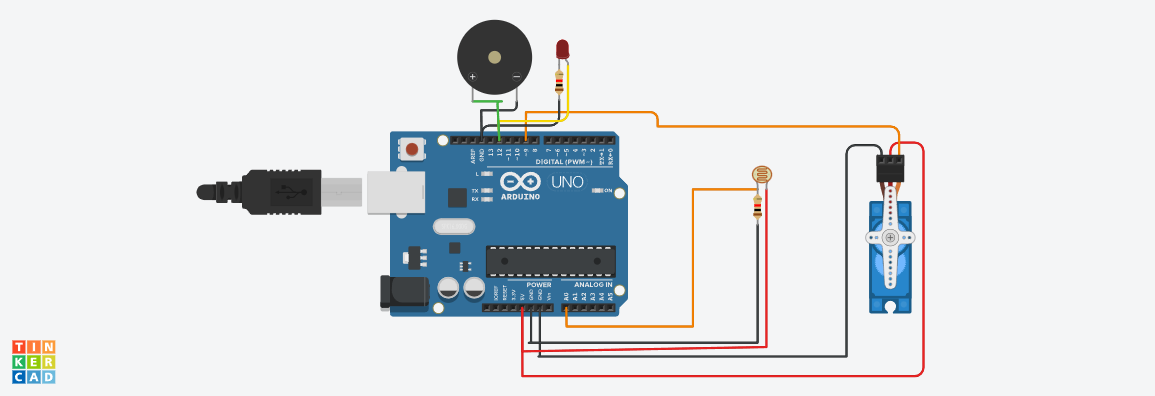 +
−
AREF
GND
13
12
~11
~10
~9
8
7
~6
~5
4
~3
2
TX→1
RX←0
DIGITAL (PWM~)
L
TX
RX
ARDUINO
UNO
ON
POWER
ANALOG IN
IOREF
RESET
3.3V
5V
GND
GND
Vin
A0
A1
A2
A3
A4
A5
TIN
KER
CAD